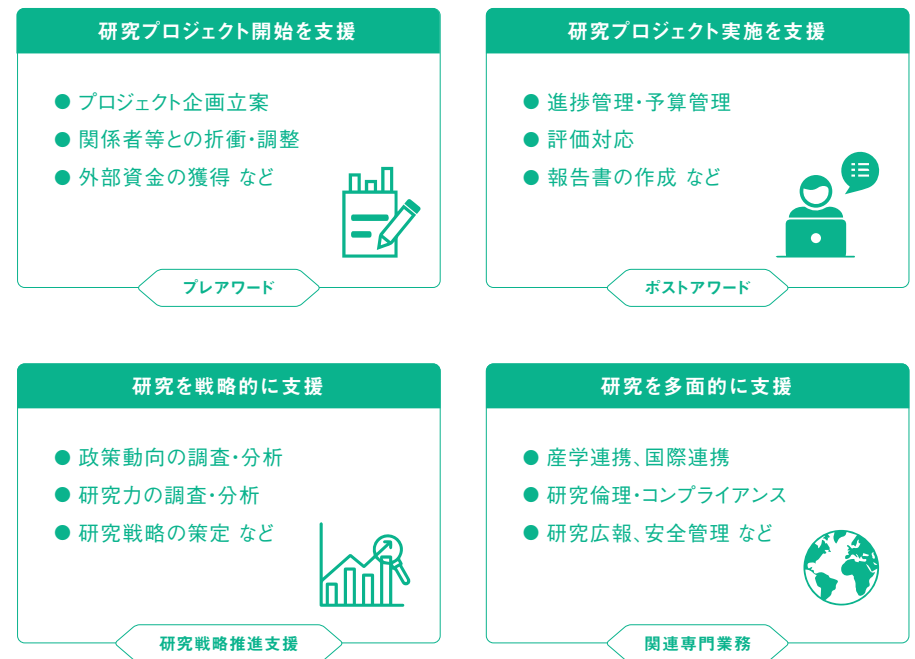 研究プロジェクト開始を支援
● プロジェクト企画立案
● 関係者等との折衝・調整
● 外部資金の獲得 など
プレアワード
研究プロジェクト実施を支援
● 進捗管理・予算管理
● 評価対応
● 報告書の作成 など
ポストアワード
研究を戦略的に支援
● 政策動向の調査・分析
● 研究力の調査・分析
● 研究戦略の策定 など
研究戦略推進支援
研究を多面的に支援
● 産学連携、国際連携
● 研究倫理・コンプライアンス
● 研究広報、安全管理 など
関連専門業務